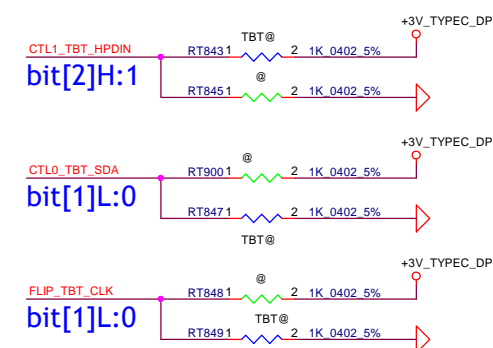 +3V_TYPEC_DP
TBT@
CTL1_TBT_HPDIN RT843 1 2 1K_0402_5%
bit[2]H:1
@
RT845 1 2 1K_0402_5%
+3V_TYPEC_DP
@
CTL0_TBT_SDA RT900 1 2 1K_0402_5%
bit[1]L:0
RT847 1 2 1K_0402_5%
TBT@
+3V_TYPEC_DP
@
FLIP_TBT_CLK RT848 1 2 1K_0402_5%
bit[1]L:0
TBT@
RT849 1 2 1K_0402_5%